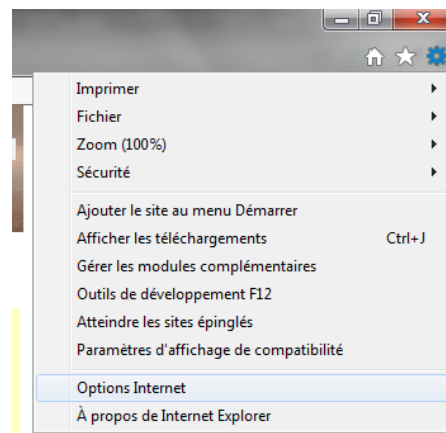 Imprimer
Fichier
Zoom (100%)
Sécurité
Ajouter le site au menu Démarrer
Afficher les téléchargements Ctrl+J
Gérer les modules complémentaires
Outils de développement F12
Atteindre les sites épinglés
Paramètres d'affichage de compatibilité
Options Internet
À propos de Internet Explorer